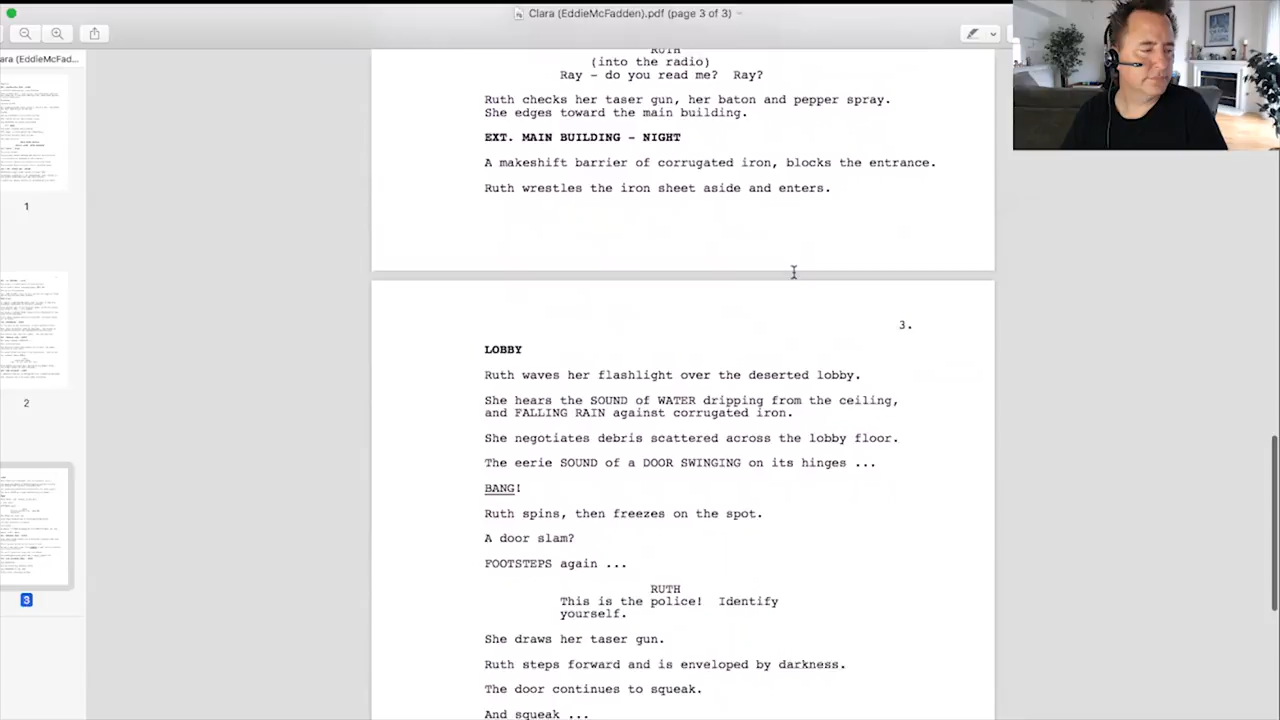 Clara (EddieMcFadden).pdf (page 3 of 3)
ara (EddieMcFad...
1
2
3
RUTH
(into the radio)
Ray – do you read me?  Ray?
Ruth checks her taser gun, her baton and pepper spray.
She edges toward the main building.
EXT. MAIN BUILDING – NIGHT
A makeshift barrier of corrugated iron, blocks the entrance.
Ruth wrestles the iron sheet aside and enters.
3.
LOBBY
Ruth waves her flashlight over a deserted lobby.
She hears the SOUND of WATER dripping from the ceiling,
and FALLING RAIN against corrugated iron.
She negotiates debris scattered across the lobby floor.
The eerie SOUND of a DOOR SWINGING on its hinges ...
BANG!
Ruth spins, then freezes on the spot.
A door slam?
FOOTSTEPS again ...
RUTH
This is the police!  Identify
yourself.
She draws her taser gun.
Ruth steps forward and is enveloped by darkness.
The door continues to squeak.
And squeak ...